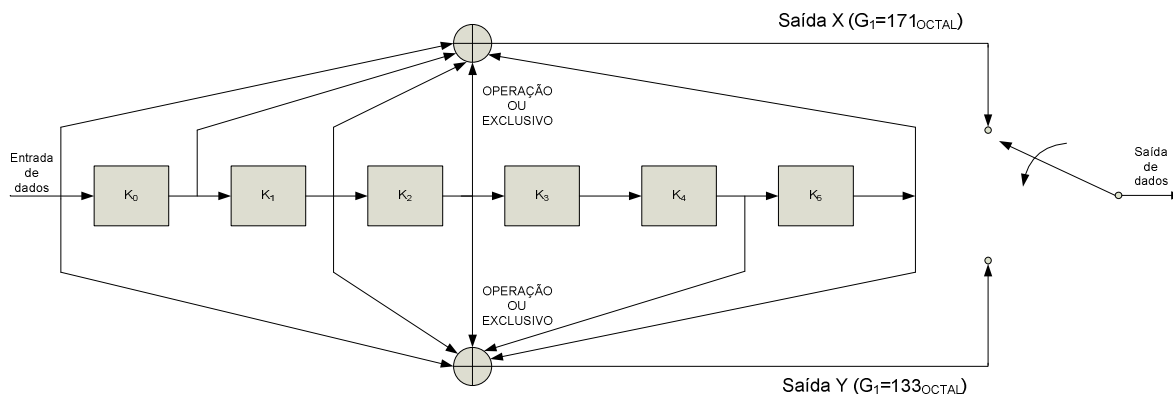 Saída X (G₁=171OCTAL)
OPERAÇÃO
OU
EXCLUSIVO
Entrada
de
dados
K₀
K₁
K₂
K₃
K₄
K₅
Saída
de
dados
OPERAÇÃO
OU
EXCLUSIVO
Saída Y (G₁=133OCTAL)